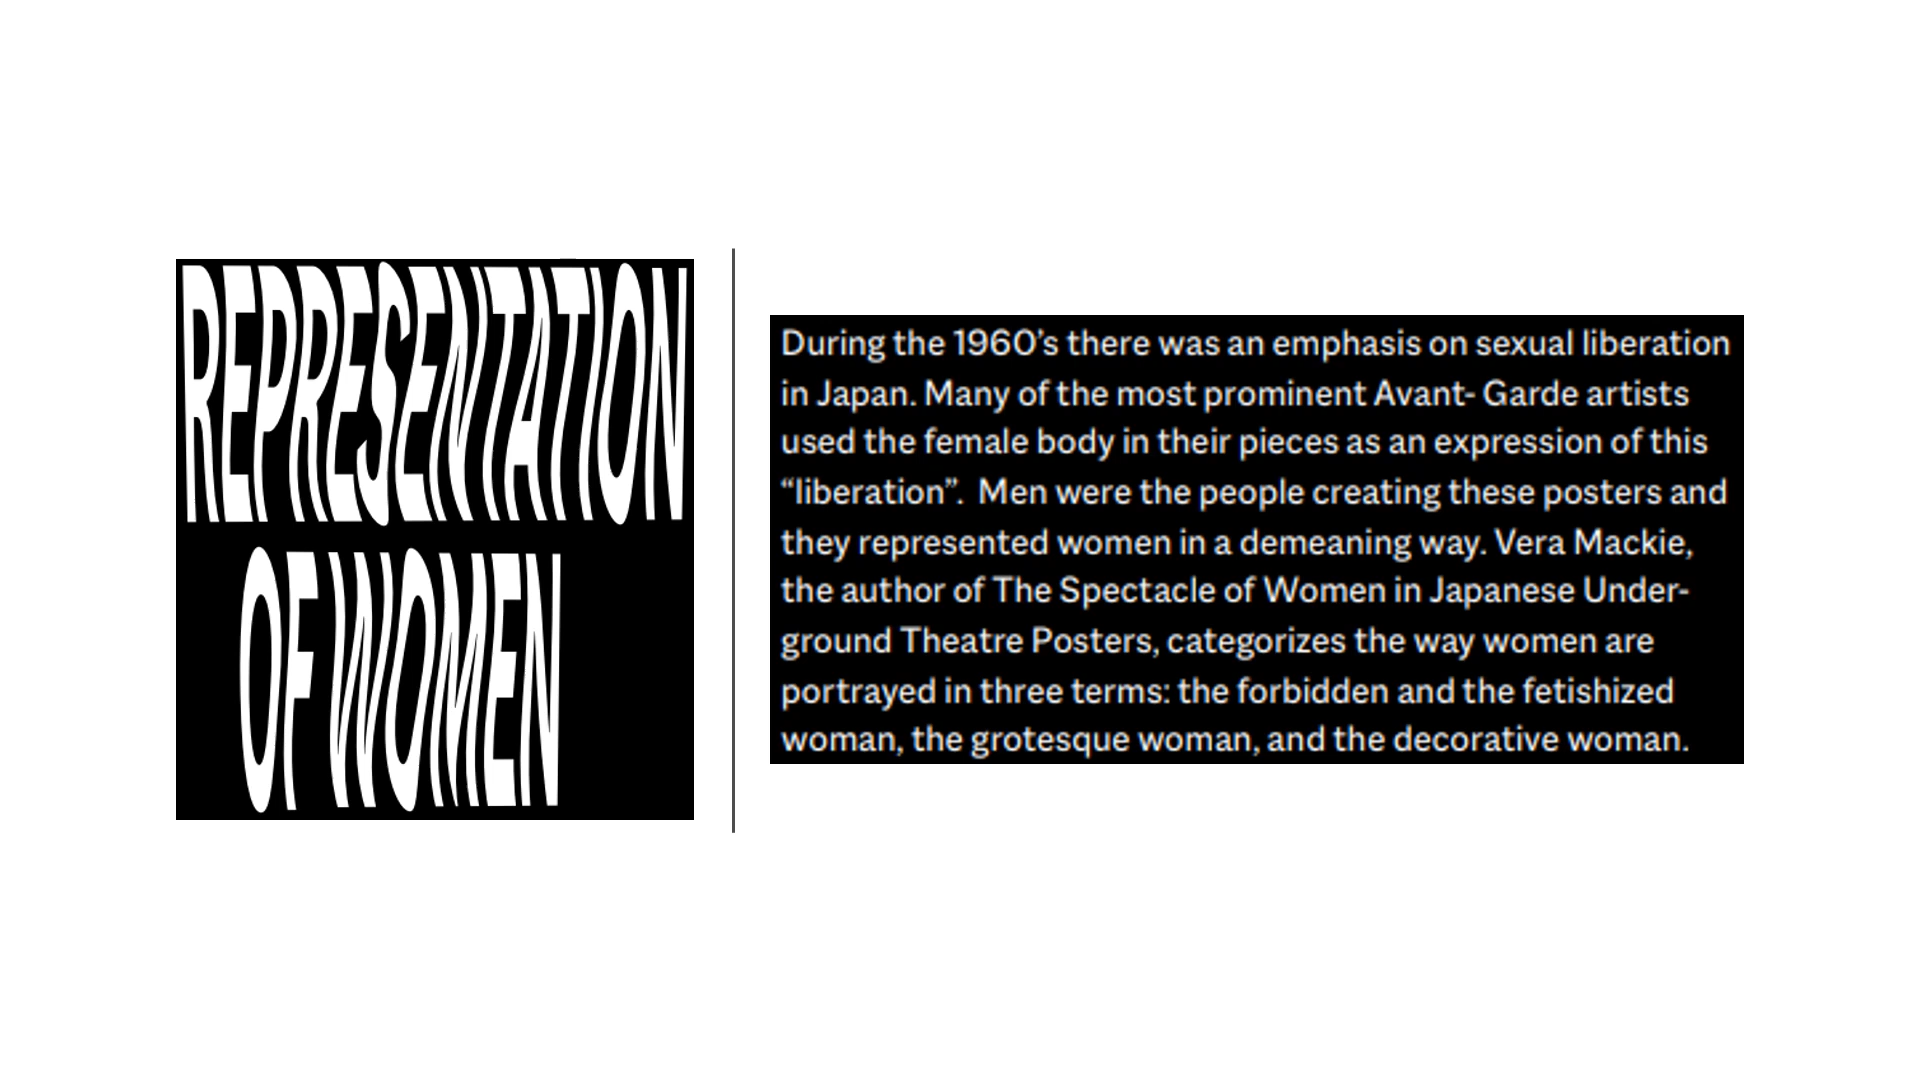 REPRESENTATION
OF WOMEN
During the 1960’s there was an emphasis on sexual liberation
in Japan. Many of the most prominent Avant- Garde artists
used the female body in their pieces as an expression of this
“liberation”.  Men were the people creating these posters and
they represented women in a demeaning way. Vera Mackie,
the author of The Spectacle of Women in Japanese Under-
ground Theatre Posters, categorizes the way women are
portrayed in three terms: the forbidden and the fetishized
woman, the grotesque woman, and the decorative woman.